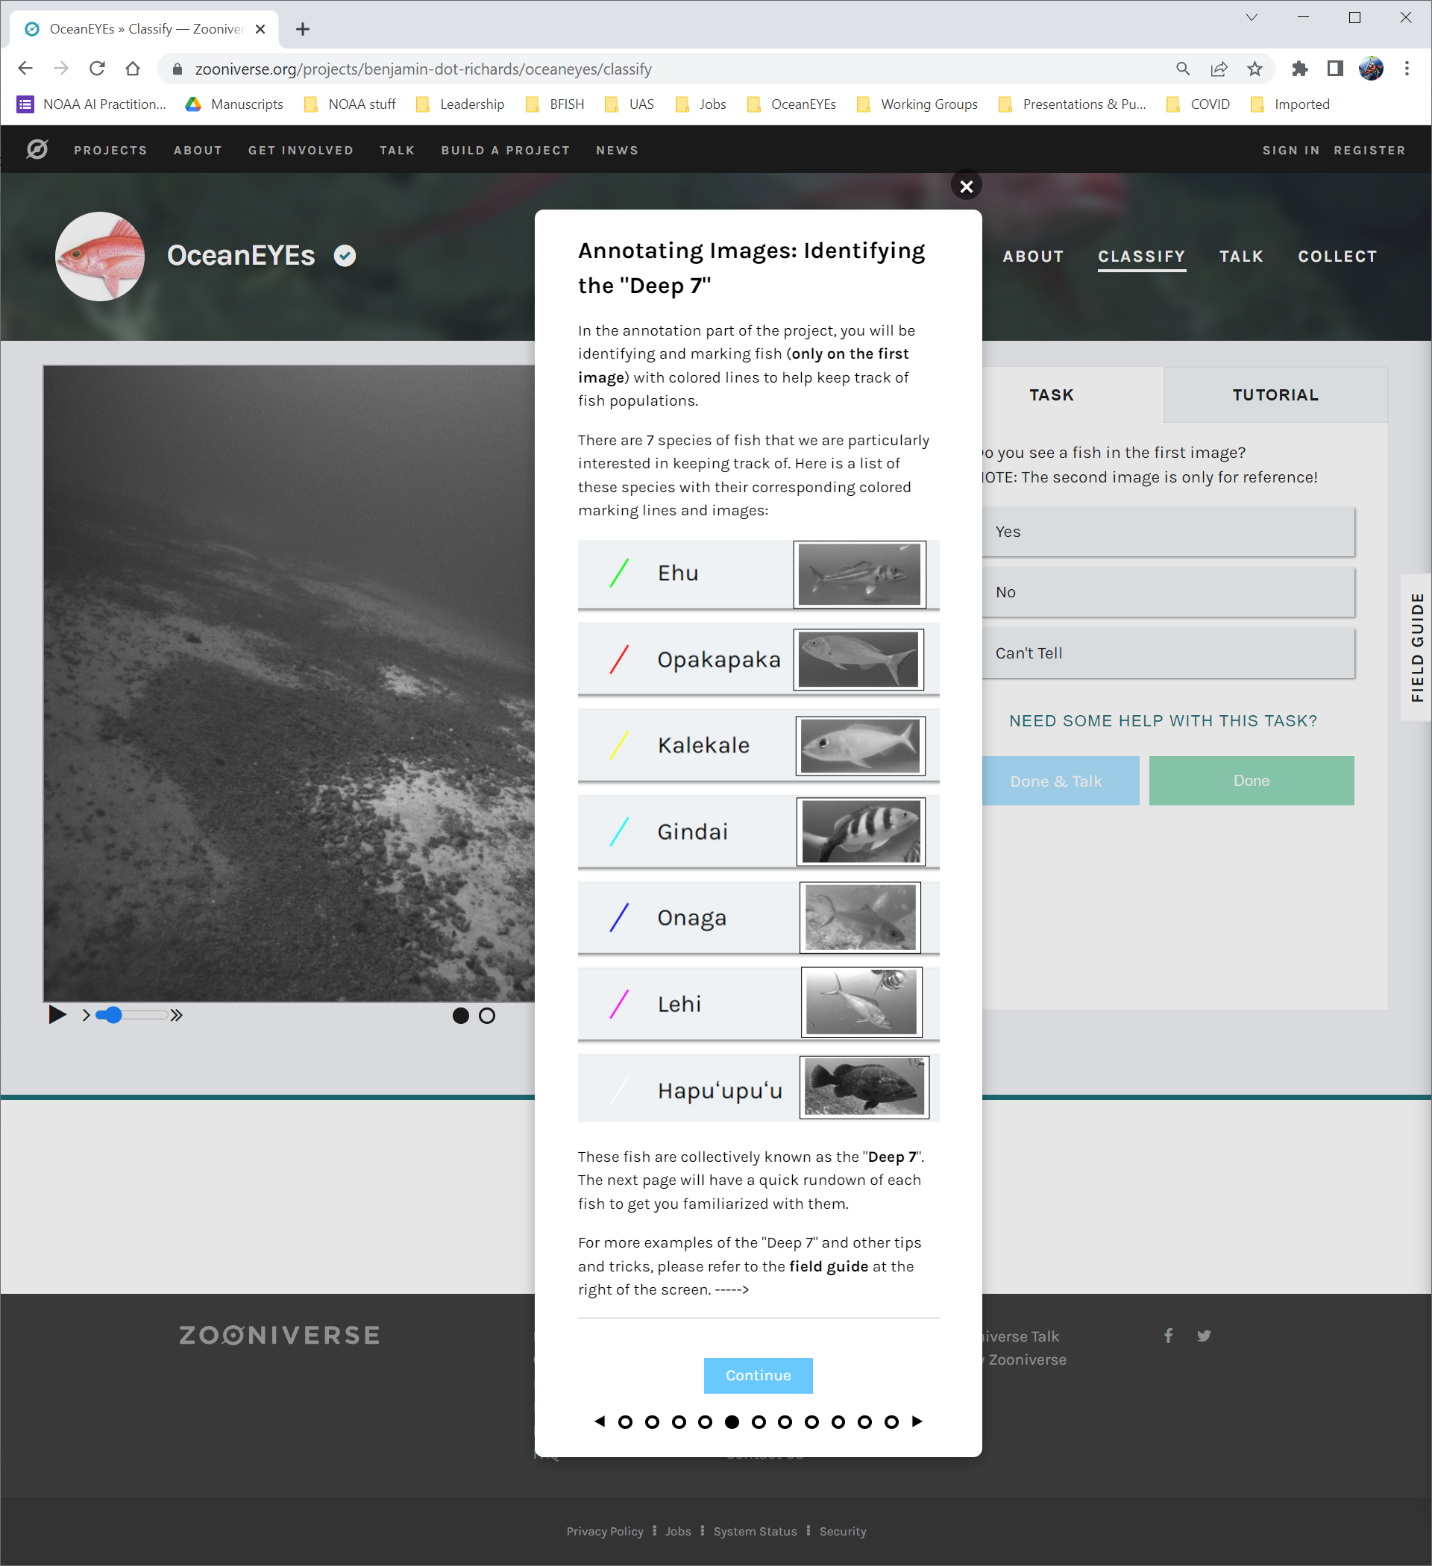 OceanEYEs » Classify — Zooniver
zooniverse.org/projects/benjamin-dot-richards/oceaneyes/classify
NOAA AI Practition... Manuscripts NOAA stuff Leadership BFISH UAS Jobs OceanEYEs Working Groups Presentations & Pu... COVID Imported
PROJECTS ABOUT GET INVOLVED TALK BUILD A PROJECT NEWS SIGN IN REGISTER
OceanEYEs
ABOUT CLASSIFY TALK COLLECT
Annotating Images: Identifying
the "Deep 7"
In the annotation part of the project, you will be
identifying and marking fish (only on the first
image) with colored lines to help keep track of
fish populations.
There are 7 species of fish that we are particularly
interested in keeping track of. Here is a list of
these species with their corresponding colored
marking lines and images:
Ehu
Opakapaka
Kalekale
Gindai
Onaga
Lehi
Hapuʻupuʻu
These fish are collectively known as the "Deep 7".
The next page will have a quick rundown of each
fish to get you familiarized with them.
For more examples of the "Deep 7" and other tips
and tricks, please refer to the field guide at the
right of the screen. ----->
Continue
TASK TUTORIAL
o you see a fish in the first image?
OTE: The second image is only for reference!
Yes
No
Can't Tell
NEED SOME HELP WITH THIS TASK?
Done & Talk Done
FIELD GUIDE
ZOONIVERSE
niverse Talk
Zooniverse
Privacy Policy Jobs System Status Security